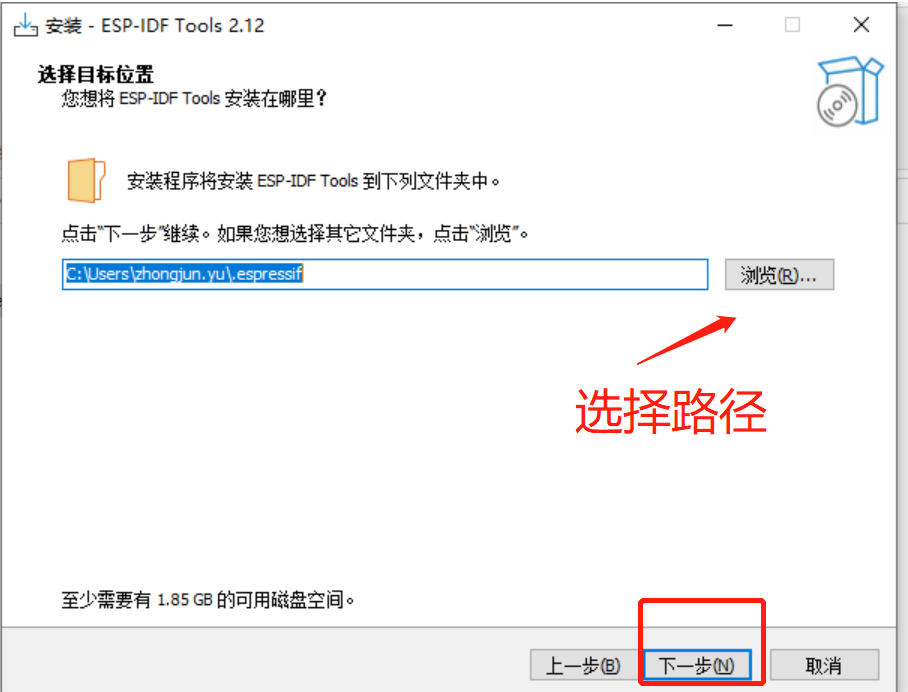 安装 - ESP-IDF Tools 2.12
选择目标位置
您想将 ESP-IDF Tools 安装在哪里？
安装程序将安装 ESP-IDF Tools 到下列文件夹中。
点击“下一步”继续。如果您想选择其它文件夹，点击“浏览”。
C:\Users\zhongjun.yu\.espressif
浏览(R)...
选择路径
至少需要有 1.85 GB 的可用磁盘空间。
上一步(B)
下一步(N)
取消